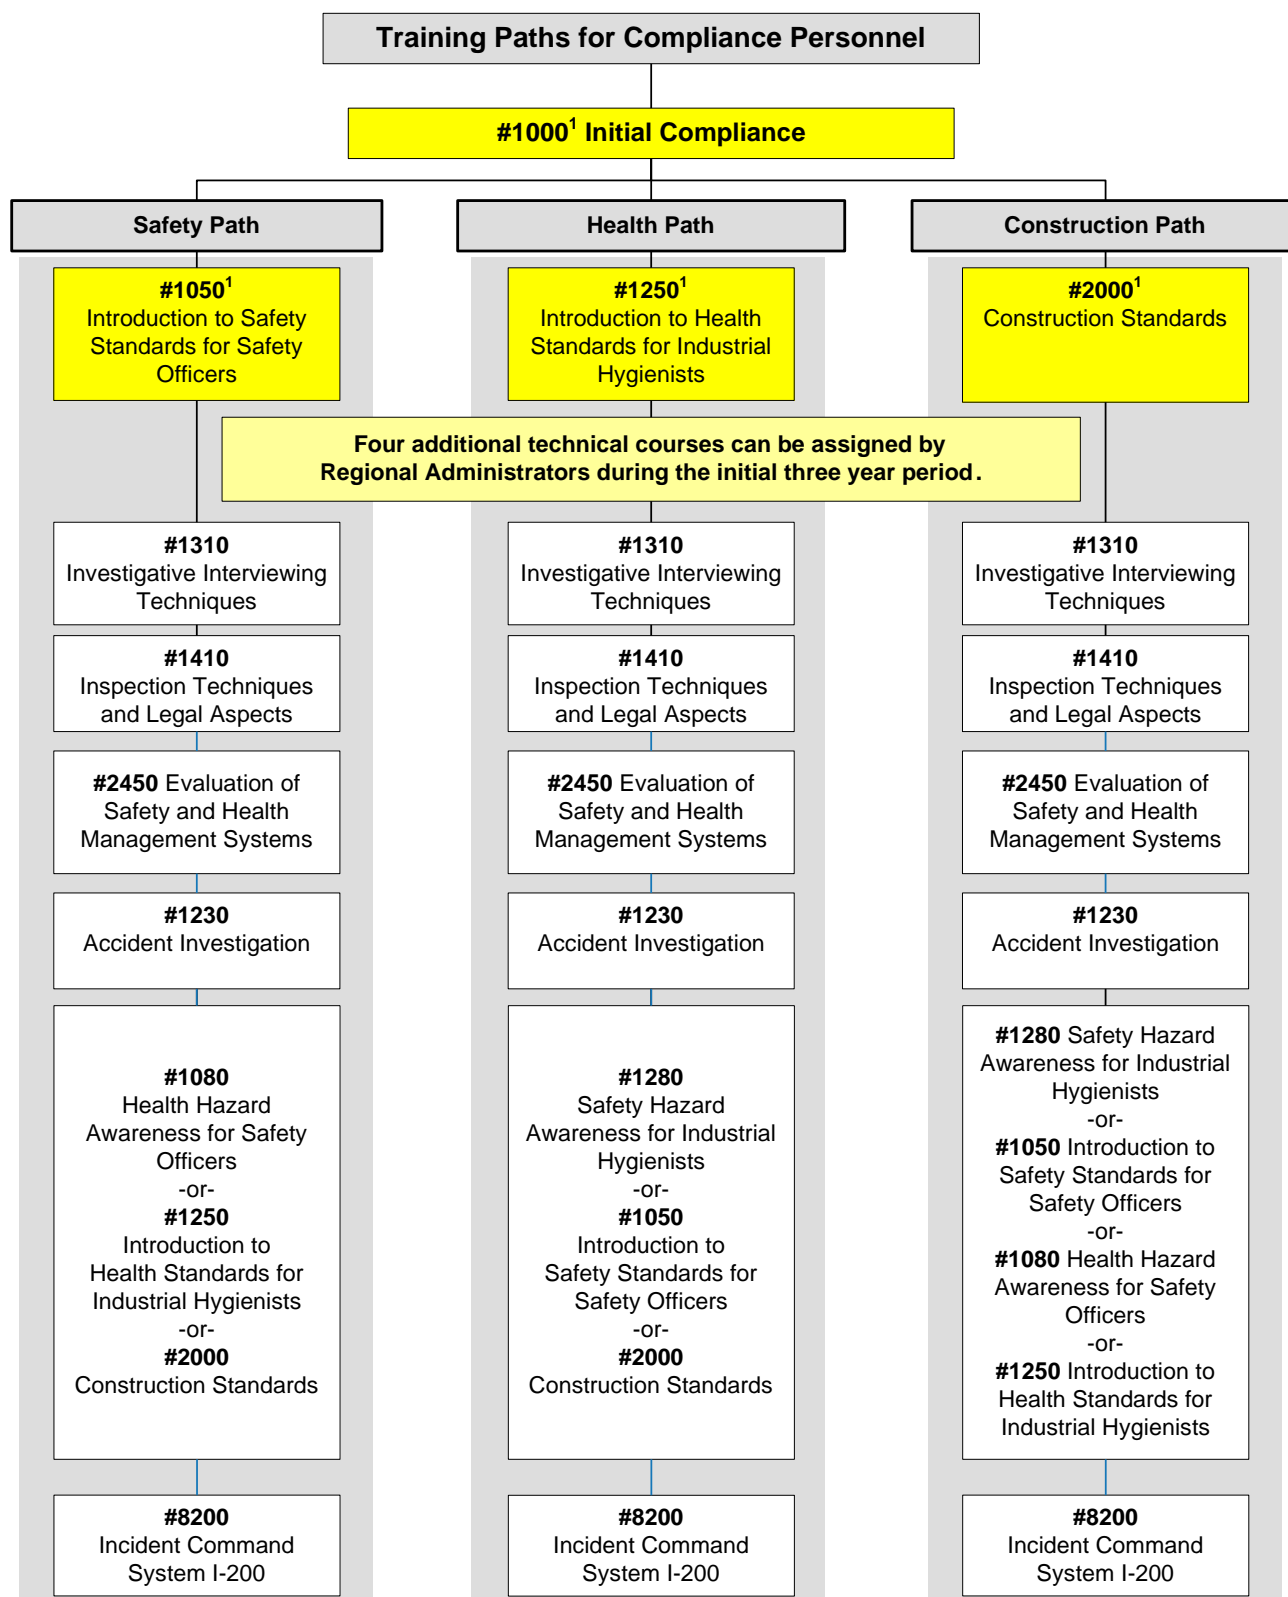 Training Paths for Compliance Personnel
#1000¹ Initial Compliance
Safety Path
Health Path
Construction Path
#1050¹
Introduction to Safety
Standards for Safety
Officers
#1250¹
Introduction to Health
Standards for Industrial
Hygienists
#2000¹
Construction Standards
Four additional technical courses can be assigned by
Regional Administrators during the initial three year period.
#1310
Investigative Interviewing
Techniques
#1310
Investigative Interviewing
Techniques
#1310
Investigative Interviewing
Techniques
#1410
Inspection Techniques
and Legal Aspects
#1410
Inspection Techniques
and Legal Aspects
#1410
Inspection Techniques
and Legal Aspects
#2450 Evaluation of
Safety and Health
Management Systems
#2450 Evaluation of
Safety and Health
Management Systems
#2450 Evaluation of
Safety and Health
Management Systems
#1230
Accident Investigation
#1230
Accident Investigation
#1230
Accident Investigation
#1080
Health Hazard
Awareness for Safety
Officers
-or-
#1250
Introduction to
Health Standards for
Industrial Hygienists
-or-
#2000
Construction Standards
#1280
Safety Hazard
Awareness for Industrial
Hygienists
-or-
#1050
Introduction to
Safety Standards for
Safety Officers
-or-
#2000
Construction Standards
#1280 Safety Hazard
Awareness for Industrial
Hygienists
-or-
#1050 Introduction to
Safety Standards for
Safety Officers
-or-
#1080 Health Hazard
Awareness for Safety
Officers
-or-
#1250 Introduction to
Health Standards for
Industrial Hygienists
#8200
Incident Command
System I-200
#8200
Incident Command
System I-200
#8200
Incident Command
System I-200